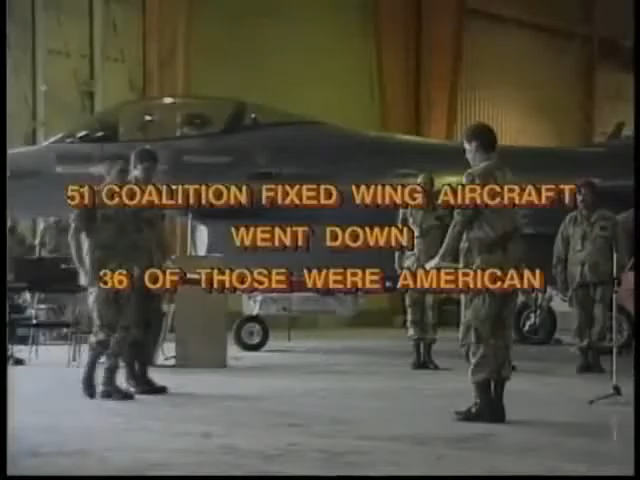 51 COALITION FIXED WING AIRCRAFT
WENT DOWN
36 OF THOSE WERE AMERICAN